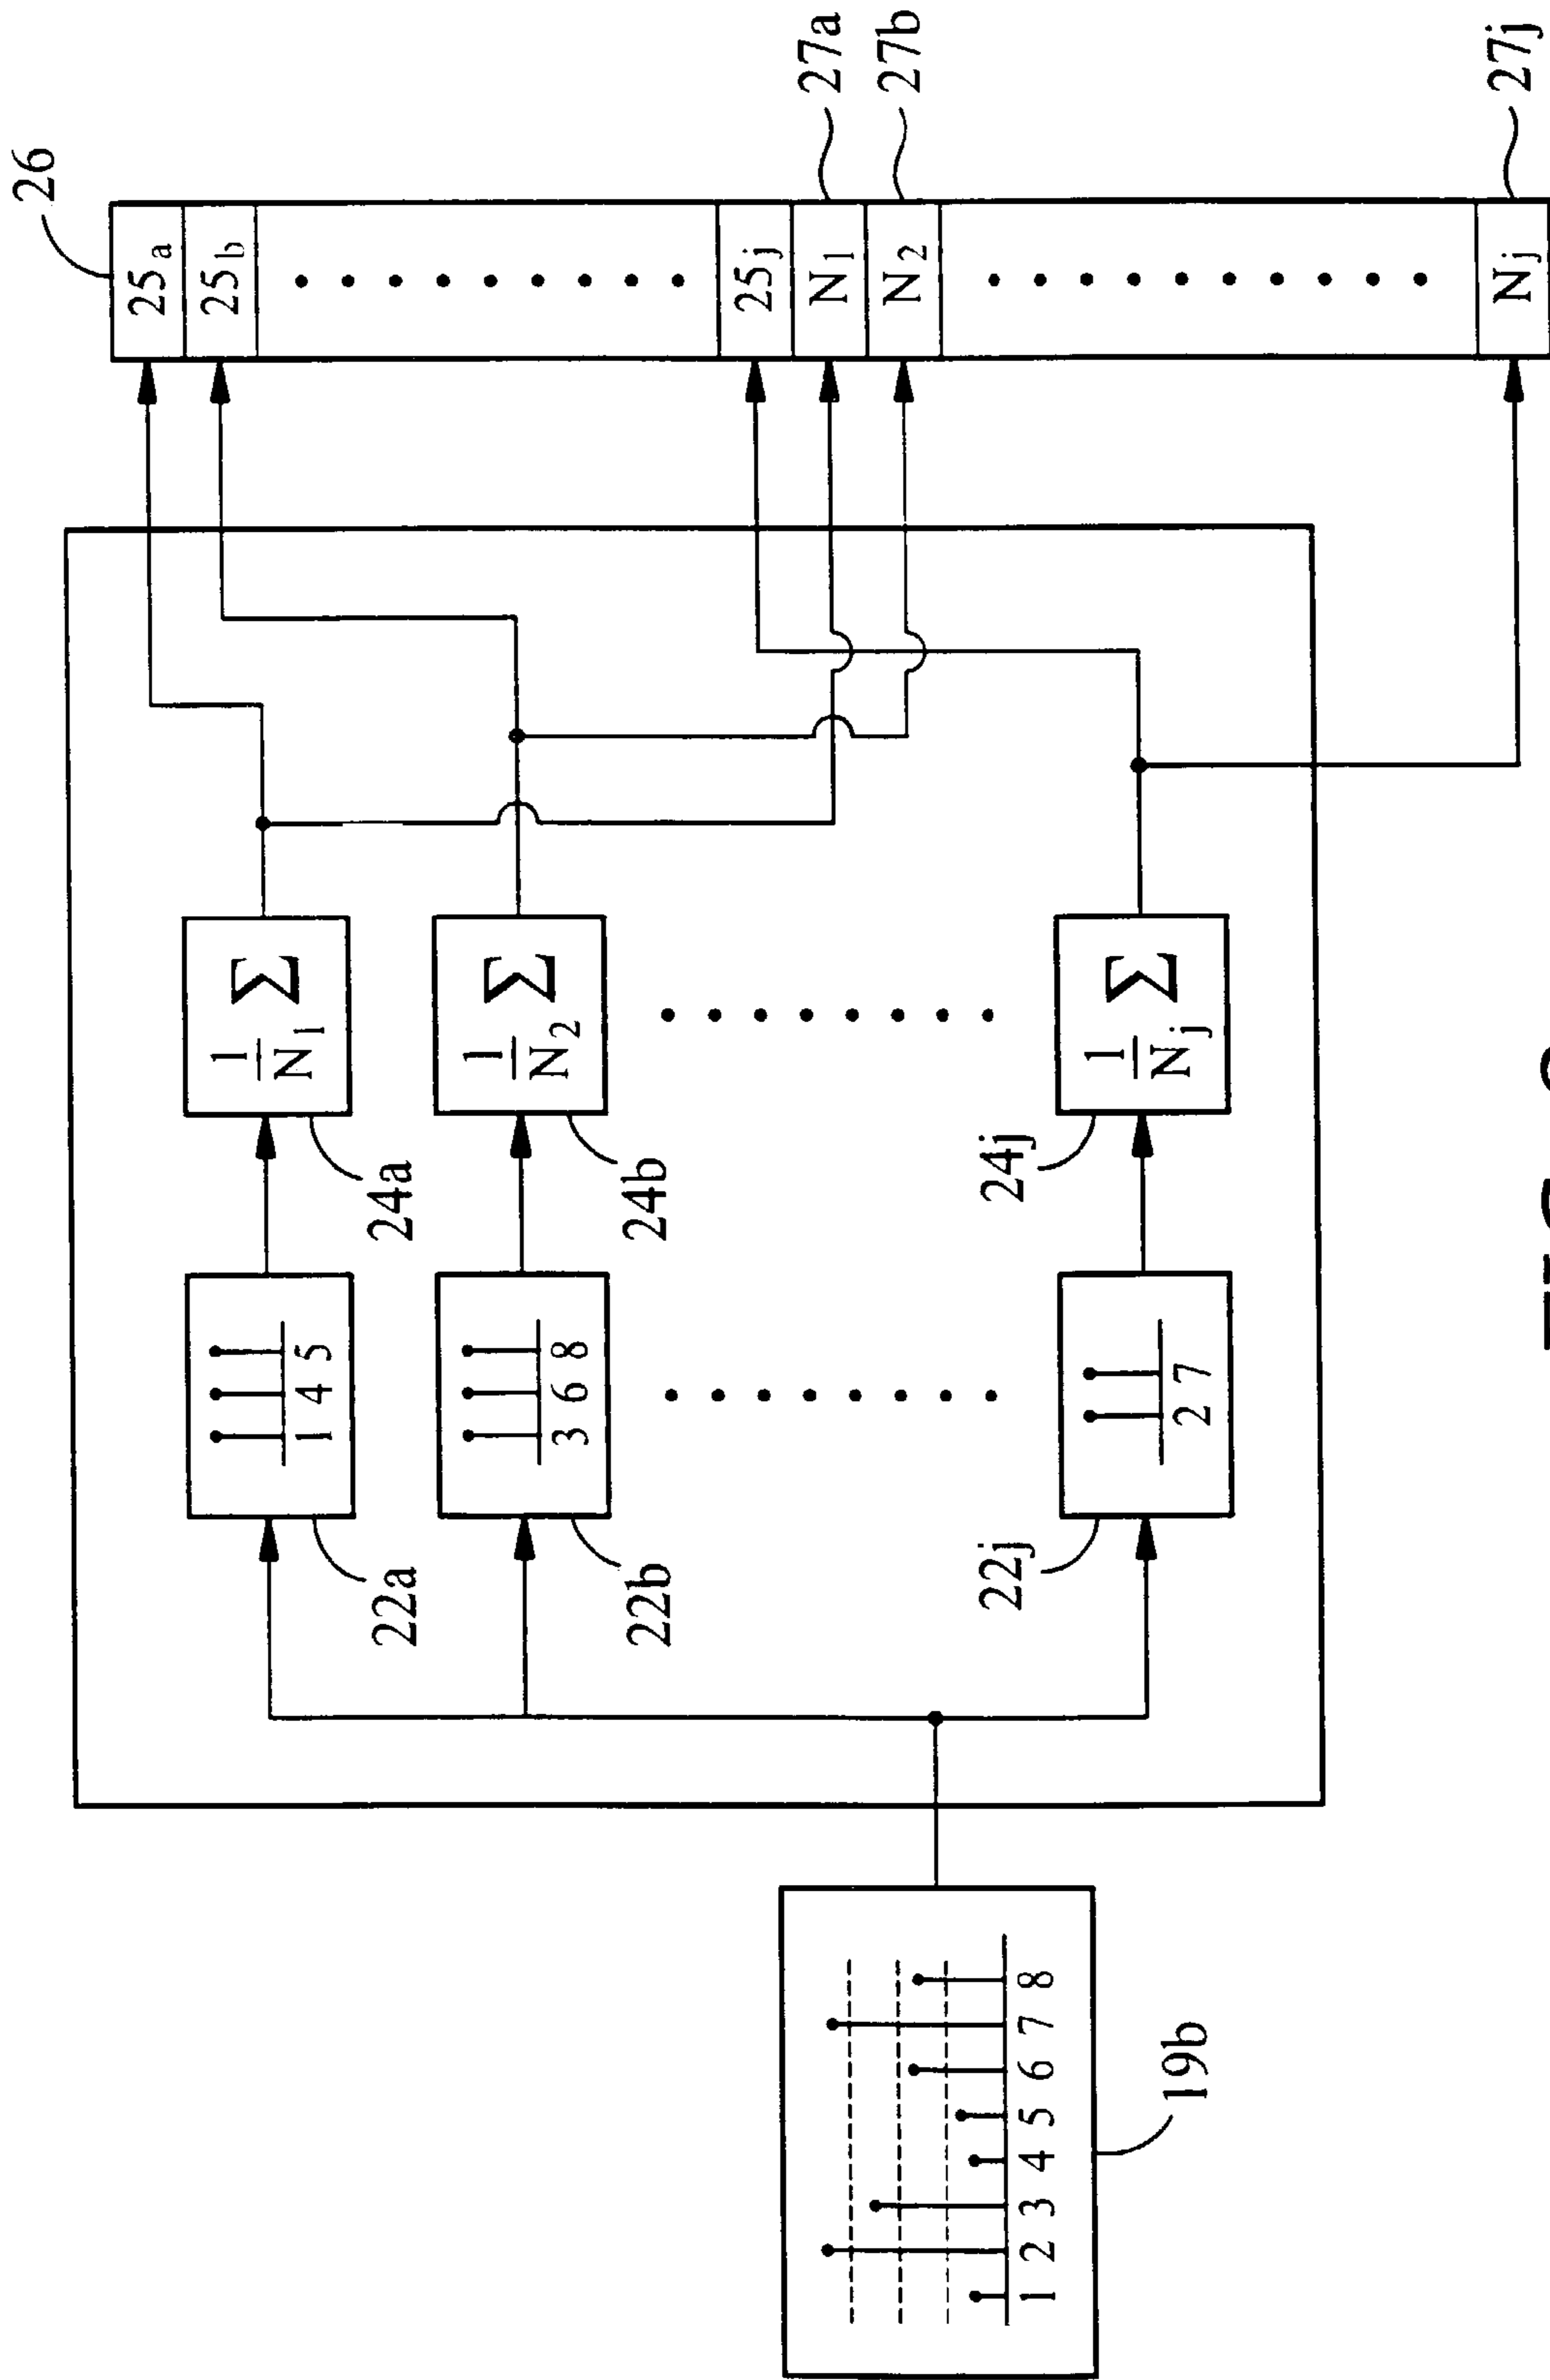 1 2 3 4 5 6 7 8
19b
1 4 5
22a
3 6 8
22b
2 7
22j
1/N₁ Σ
24a
1/N₂ Σ
24b
1/Nⱼ Σ
24j
26
25a
25b
25j
N₁
27a
N₂
27b
Nⱼ
27j